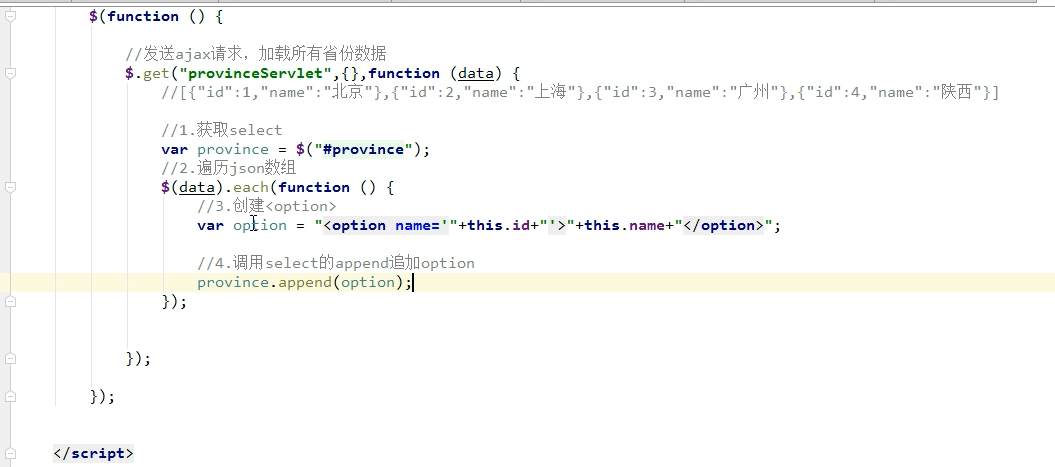 $(function () {
//发送ajax请求，加载所有省份数据
$.get("provinceServlet",{},function (data) {
//[{"id":1,"name":"北京"},{"id":2,"name":"上海"},{"id":3,"name":"广州"},{"id":4,"name":"陕西"}]
//1.获取select
var province = $("#province");
//2.遍历json数组
$(data).each(function () {
//3.创建<option>
var option = "<option name='"+this.id+"'>"+this.name+"</option>";
//4.调用select的append追加option
province.append(option);
});
});
});
</script>